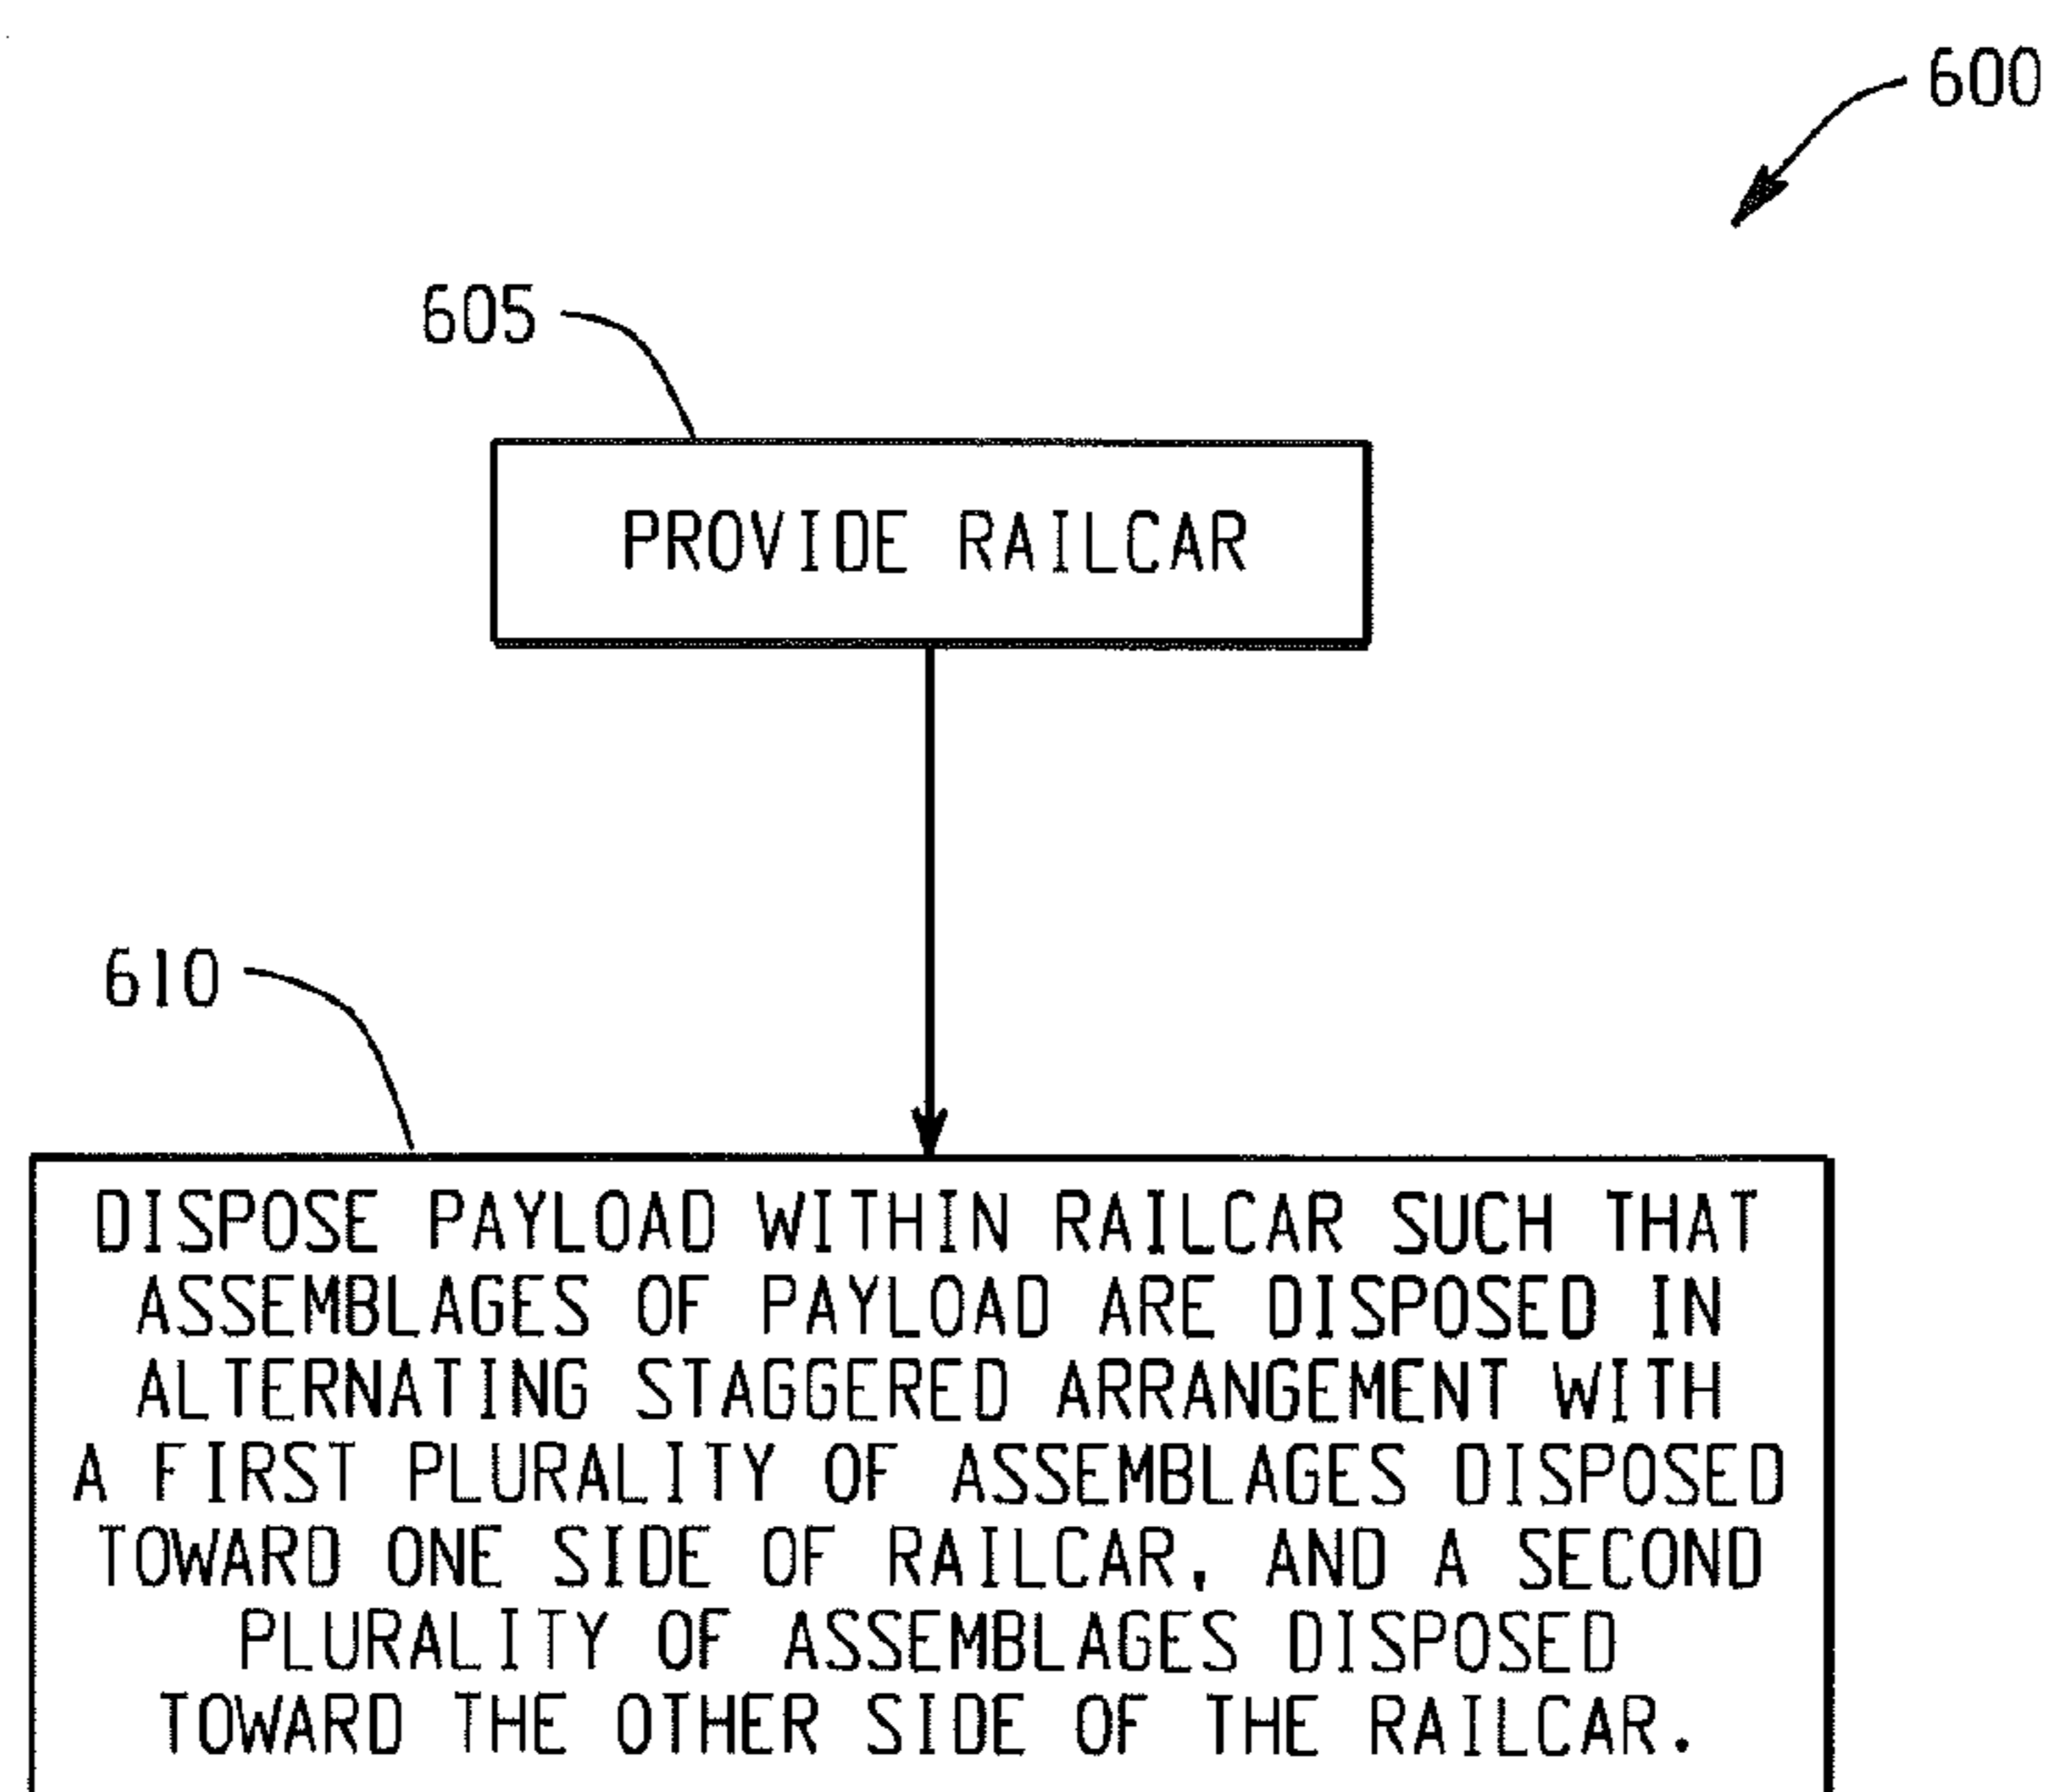 600
605
PROVIDE RAILCAR
610
DISPOSE PAYLOAD WITHIN RAILCAR SUCH THAT
ASSEMBLAGES OF PAYLOAD ARE DISPOSED IN
ALTERNATING STAGGERED ARRANGEMENT WITH
A FIRST PLURALITY OF ASSEMBLAGES DISPOSED
TOWARD ONE SIDE OF RAILCAR, AND A SECOND
PLURALITY OF ASSEMBLAGES DISPOSED
TOWARD THE OTHER SIDE OF THE RAILCAR.